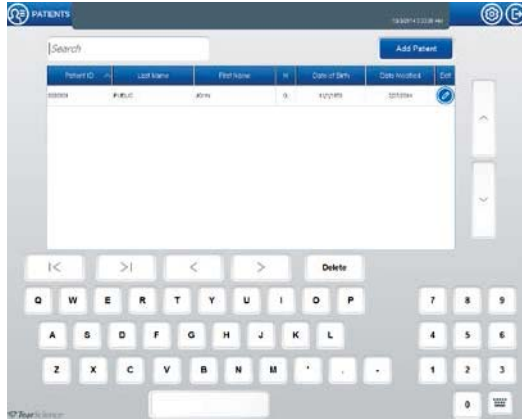 PATIENTS
Search
Add Patient
Patient ID Last Name First Name M Date of Birth Date Modified Edit
PUBLIC JOHN
|< >| < > Delete
Q W E R T Y U I O P 7 8 9
A S D F G H J K L 4 5 6
Z X C V B N M ' . - 1 2 3
0
TearScience